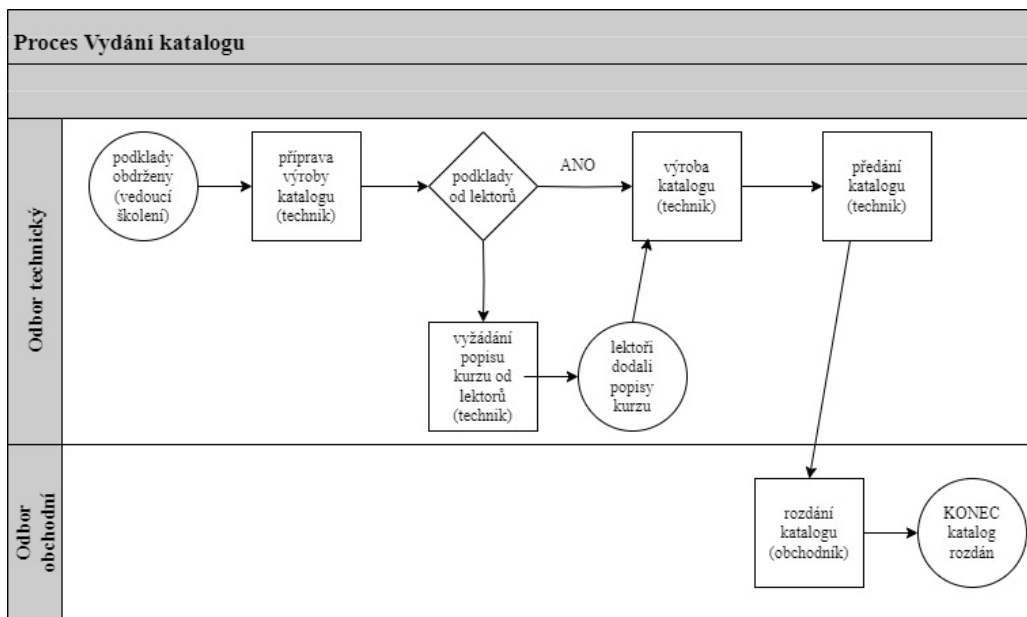 Proces Vydání katalogu
Odbor technický
podklady
obdrženy
(vedoucí
školení)
příprava
výroby
katalogu
(technik)
podklady
od lektorů
ANO
výroba
katalogu
(technik)
předání
katalogu
(technik)
vyžádání
popisu
kurzu od
lektorů
(technik)
lektoři
dodali
popisy
kurzu
Odbor
obchodní
rozdání
katalogu
(obchodník)
KONEC
katalog
rozdán